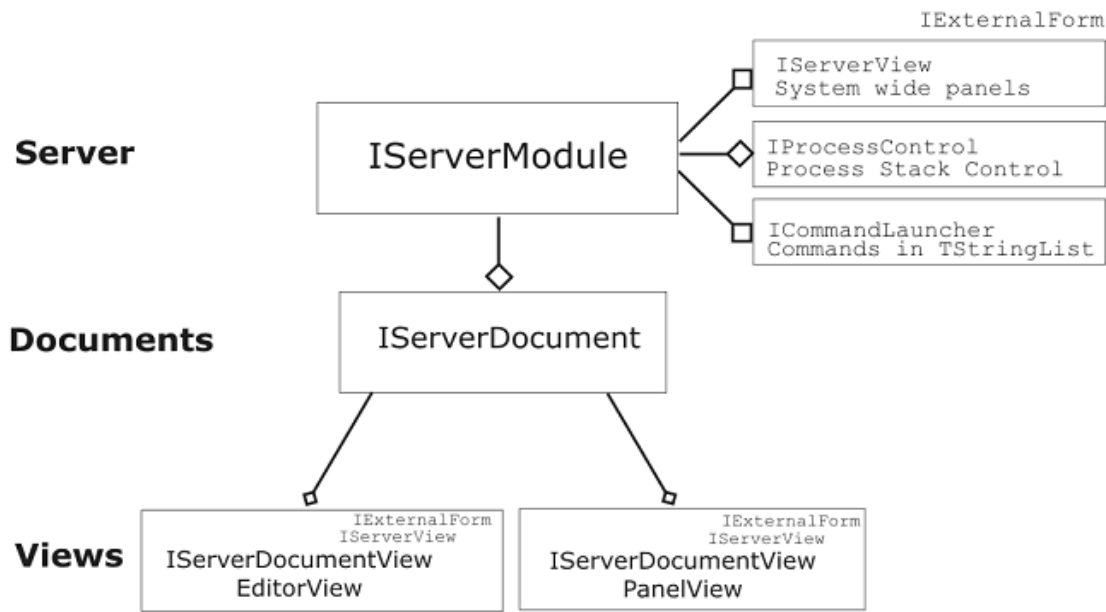 IExternalForm
IServerView
System wide panels
Server
IServerModule
IProcessControl
Process Stack Control
ICommandLauncher
Commands in TStringList
Documents
IServerDocument
Views
IExternalForm
IServerView
IServerDocumentView
EditorView
IExternalForm
IServerView
IServerDocumentView
PanelView